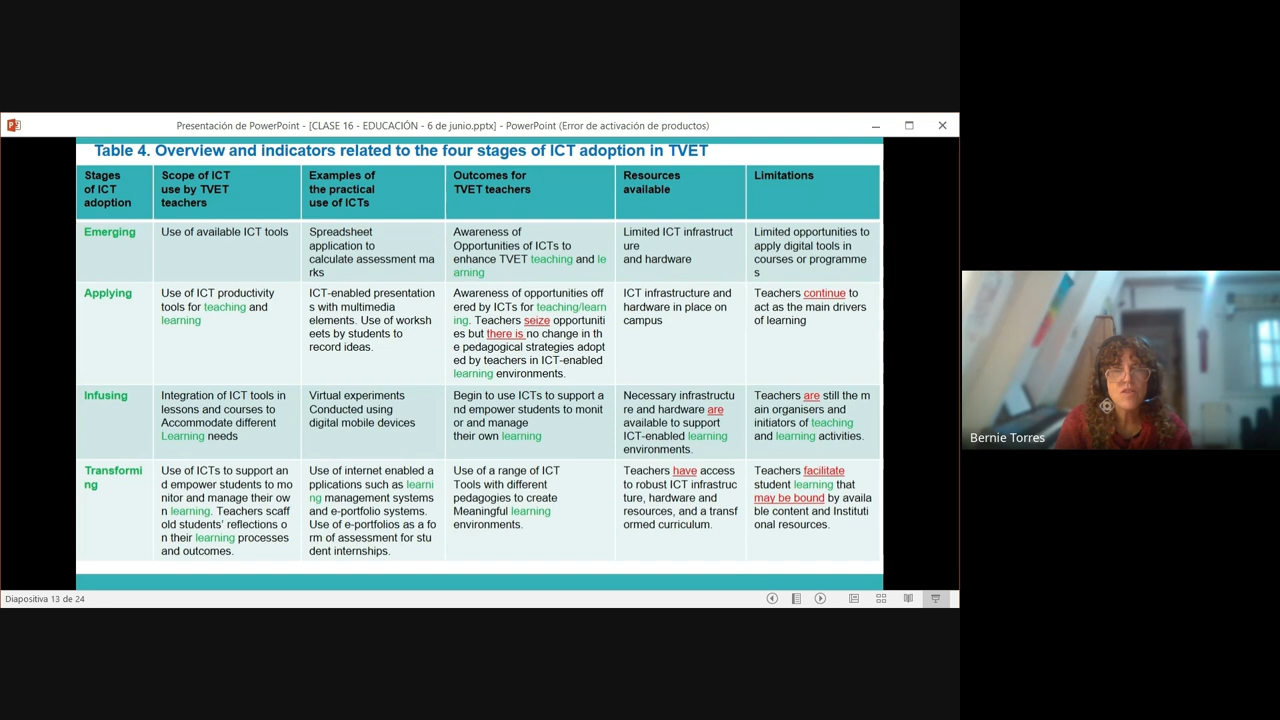 Presentación de PowerPoint - [CLASE 16 - EDUCACIÓN - 6 de junio.pptx] - PowerPoint (Error de activación de productos)
Table 4. Overview and indicators related to the four stages of ICT adoption in TVET
Stages
of ICT
adoption
Scope of ICT
use by TVET
teachers
Examples of
the practical
use of ICTs
Outcomes for
TVET teachers
Resources
available
Limitations
Emerging
Use of available ICT tools
Spreadsheet
application to
calculate assessment ma
rks
Awareness of
Opportunities of ICTs to
enhance TVET teaching and le
arning
Limited ICT infrastruct
ure
and hardware
Limited opportunities to
apply digital tools in
courses or programme
s
Applying
Use of ICT productivity
tools for teaching and
learning
ICT-enabled presentation
s with multimedia
elements. Use of worksh
eets by students to
record ideas.
Awareness of opportunities off
ered by ICTs for teaching/learn
ing. Teachers seize opportuniti
es but there is no change in th
e pedagogical strategies adopt
ed by teachers in ICT-enabled
learning environments.
ICT infrastructure and
hardware in place on
campus
Teachers continue to
act as the main drivers
of learning
Infusing
Integration of ICT tools in
lessons and courses to
Accommodate different
Learning needs
Virtual experiments
Conducted using
digital mobile devices
Begin to use ICTs to support a
nd empower students to monit
or and manage
their own learning
Necessary infrastructu
re and hardware are
available to support
ICT-enabled learning
environments.
Teachers are still the m
ain organisers and
initiators of teaching
and learning activities.
Transformi
ng
Use of ICTs to support an
d empower students to mo
nitor and manage their ow
n learning. Teachers scaff
old students' reflections o
n their learning processes
and outcomes.
Use of internet enabled a
pplications such as learni
ng management systems
and e-portfolio systems.
Use of e-portfolios as a fo
rm of assessment for stu
dent internships.
Use of a range of ICT
Tools with different
pedagogies to create
Meaningful learning
environments.
Teachers have access
to robust ICT infrastruc
ture, hardware and
resources, and a transf
ormed curriculum.
Teachers facilitate
student learning that
may be bound by availa
ble content and Instituti
onal resources.
Diapositiva 13 de 24
Bernie Torres